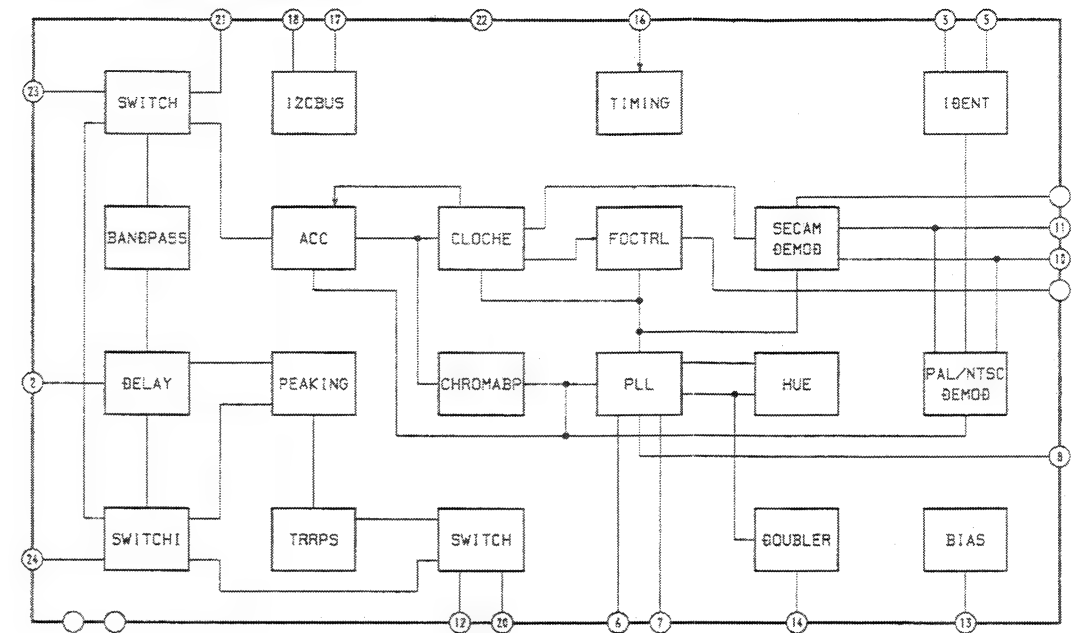 21
18
17
22
16
3
5
23
SWITCH
I2CBUS
TIMING
IDENT
BANDPASS
ACC
CLOCHE
FOCTRL
SECAM
DEMOD
11
10
2
DELAY
PEAKING
CHROMABP
PLL
HUE
PAL/NTSC
DEMOD
8
24
SWITCHI
TRRPS
SWITCH
DOUBLER
BIAS
12
20
6
7
14
13